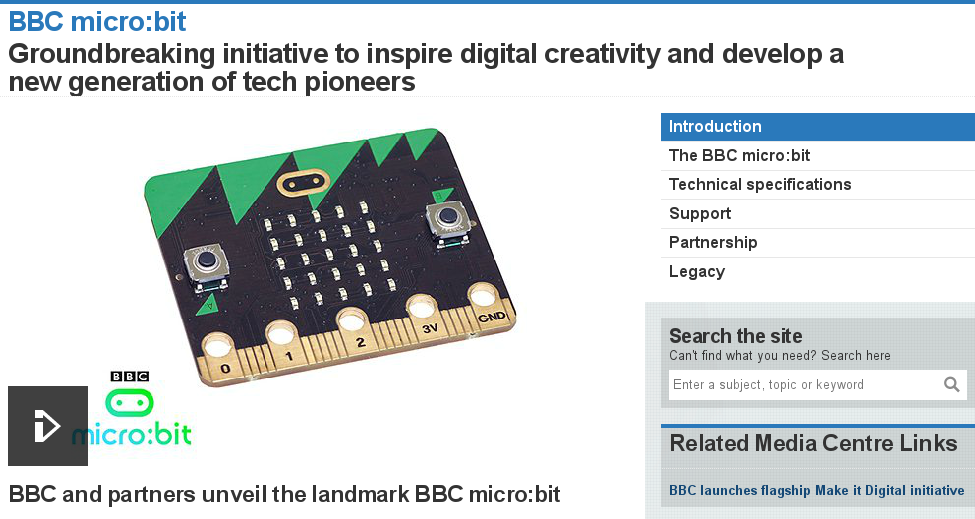 BBC micro:bit
Groundbreaking initiative to inspire digital creativity and develop a
new generation of tech pioneers
A
B
0
1
2
3V
GND
BBC
micro:bit
BBC and partners unveil the landmark BBC micro:bit
Introduction
The BBC micro:bit
Technical specifications
Support
Partnership
Legacy
Search the site
Can't find what you need? Search here
Enter a subject, topic or keyword
Related Media Centre Links
BBC launches flagship Make it Digital initiative